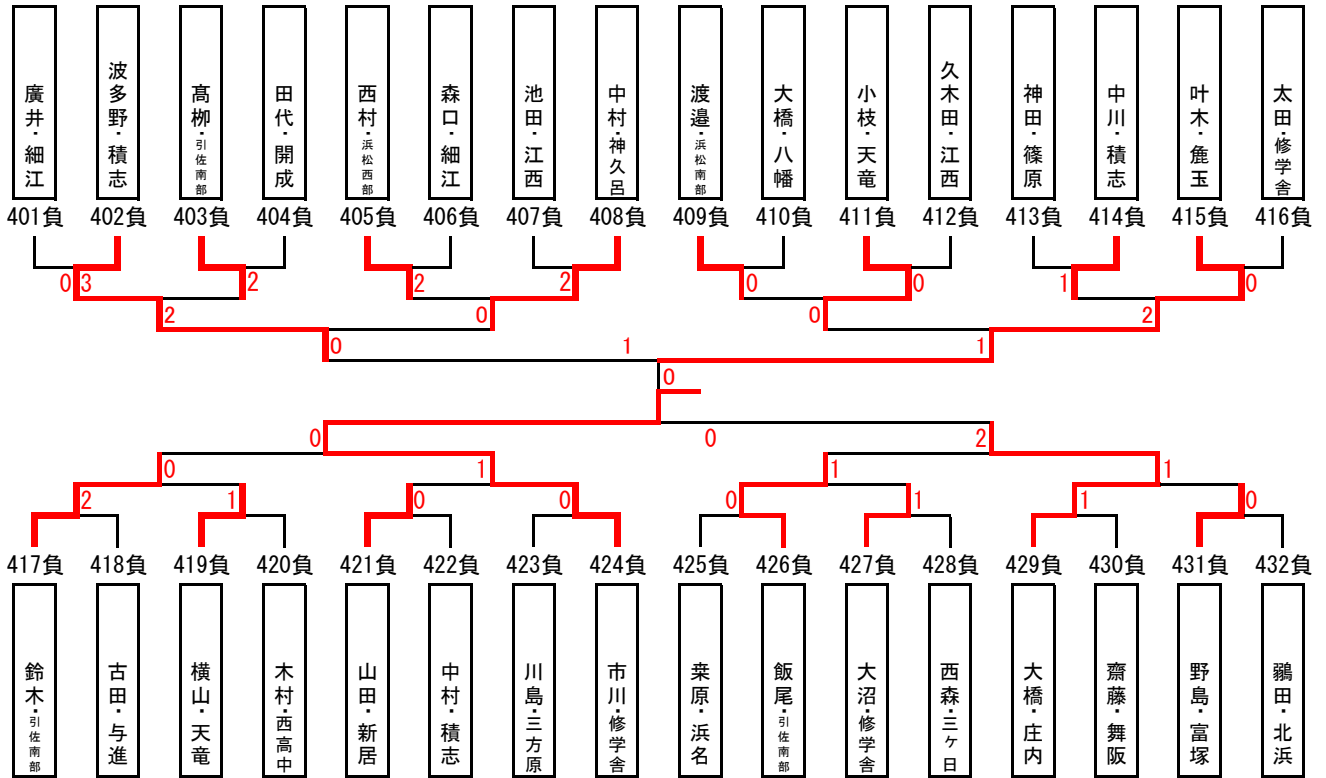 廣井・細江
波多野・積志
髙栁・引佐南部
田代・開成
西村・浜松西部
森口・細江
池田・江西
中村・神久呂
渡邉・浜松南部
大橋・八幡
小枝・天竜
久木田・江西
神田・篠原
中川・積志
叶木・麁玉
太田・修学舎
401負 402負 403負 404負 405負 406負 407負 408負 409負 410負 411負 412負 413負 414負 415負 416負
0 3 2 2 2 0 0 1 0
2 0 0 2
0 1 1
0
0 0 2
0 1 1 1
2 1 0 0 0 1 1 0
417負 418負 419負 420負 421負 422負 423負 424負 425負 426負 427負 428負 429負 430負 431負 432負
鈴木・引佐南部
古田・与進
横山・天竜
木村・西高中
山田・新居
中村・積志
川島・三方原
市川・修学舎
桒原・浜名
飯尾・引佐南部
大沼・修学舎
西森・三ケ日
大橋・庄内
齋藤・舞阪
野島・富塚
鶸田・北浜